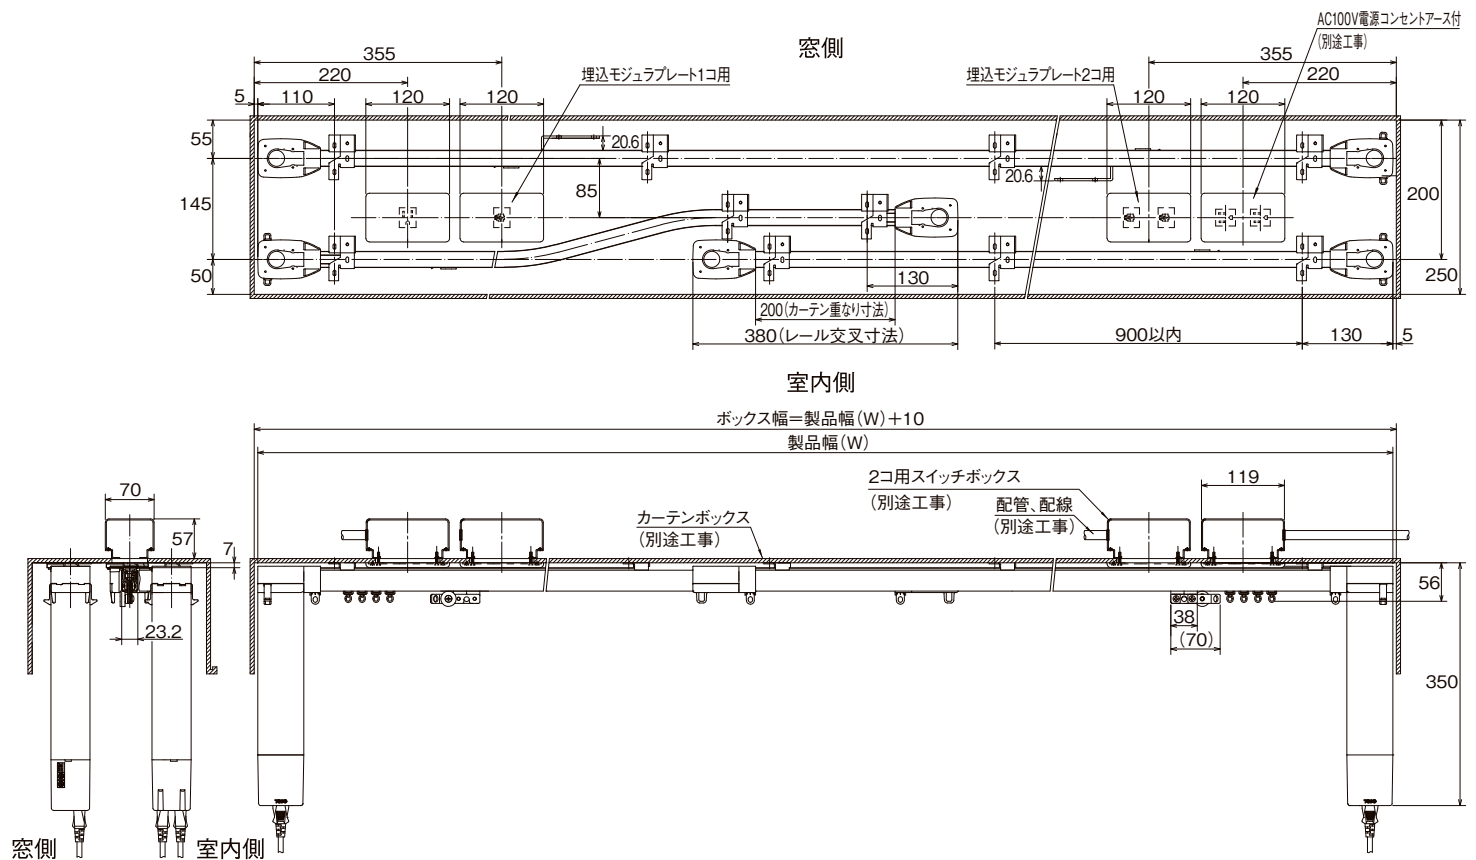 AC100V電源コンセントアース付
(別途工事)
窓側
355
355
220
埋込モジュラプレート1コ用
埋込モジュラプレート2コ用
220
5
110
120
120
120
120
55
20.6
20.6
85
145
200
50
130
250
200(カーテン重なり寸法)
380(レール交叉寸法)
900以内
130
5
室内側
ボックス幅=製品幅(W)+10
製品幅(W)
70
2コ用スイッチボックス
(別途工事)
119
カーテンボックス
(別途工事)
配管、配線
(別途工事)
57
7
56
23.2
38
(70)
350
窓側
室内側